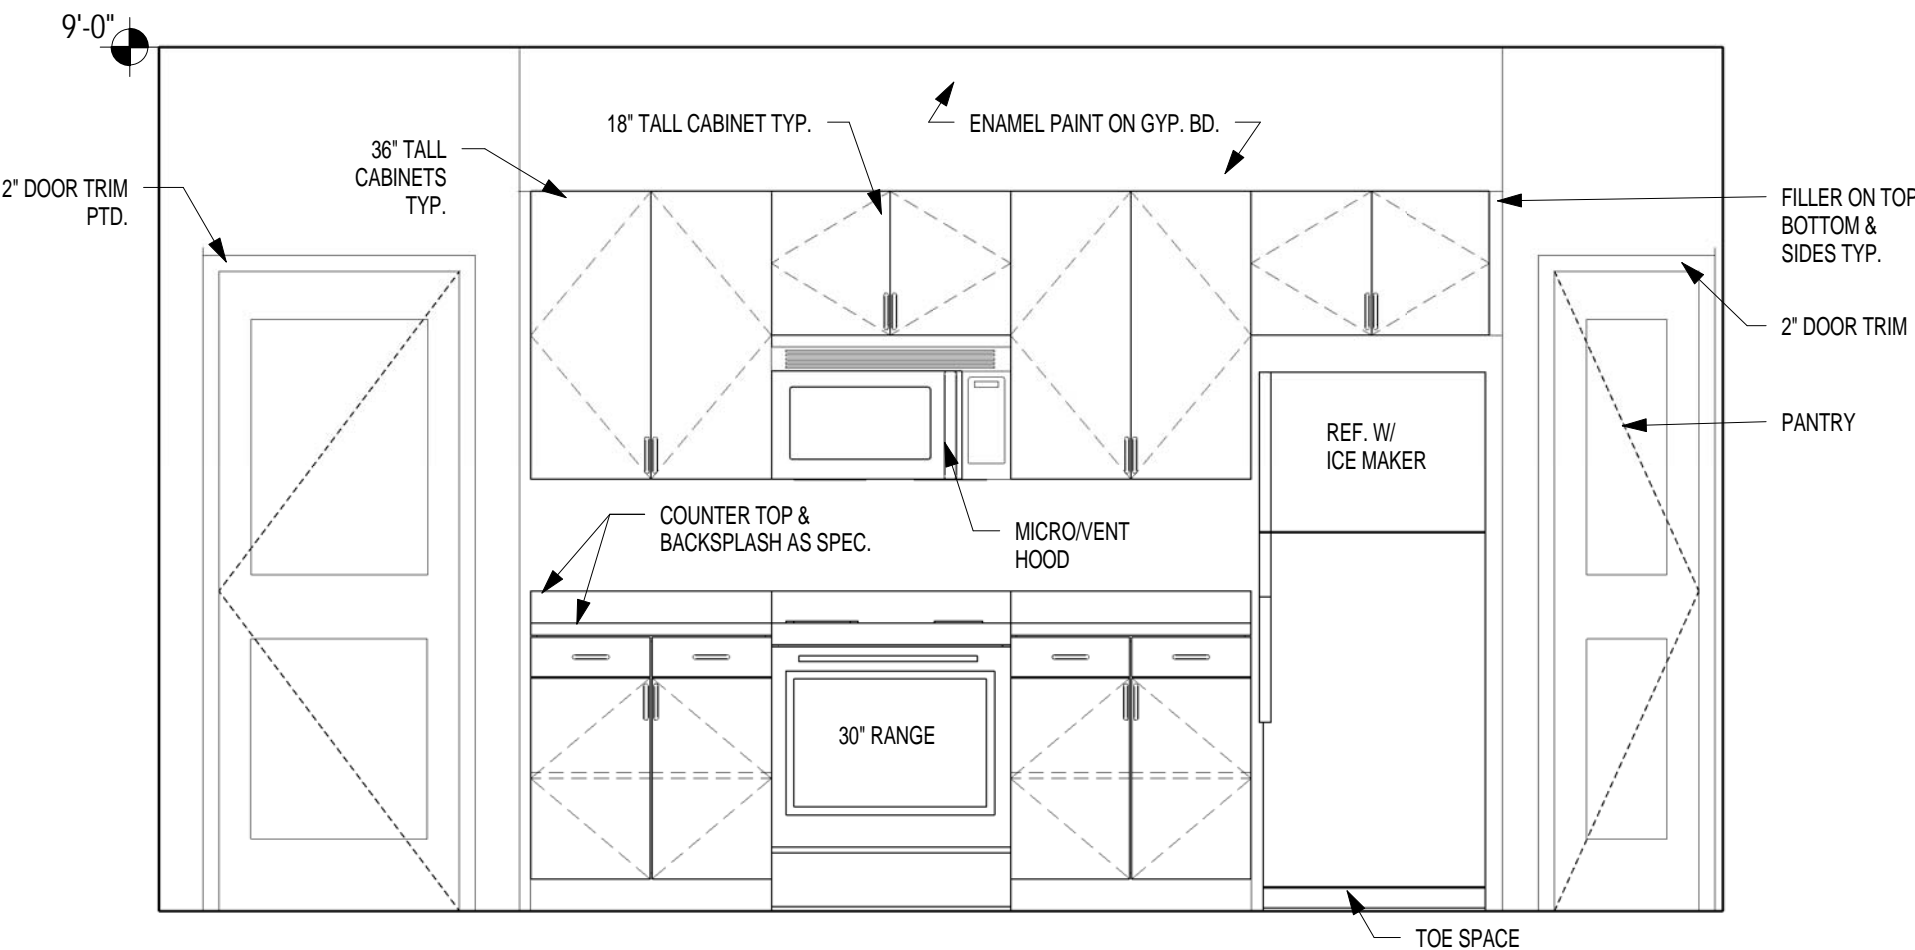 9'-0"
18" TALL CABINET TYP.
ENAMEL PAINT ON GYP. BD.
36" TALL
CABINETS
TYP.
2" DOOR TRIM
PTD.
FILLER ON TOP
BOTTOM &
SIDES TYP.
2" DOOR TRIM
PANTRY
REF. W/
ICE MAKER
COUNTER TOP &
BACKSPLASH AS SPEC.
MICRO/VENT
HOOD
30" RANGE
TOE SPACE